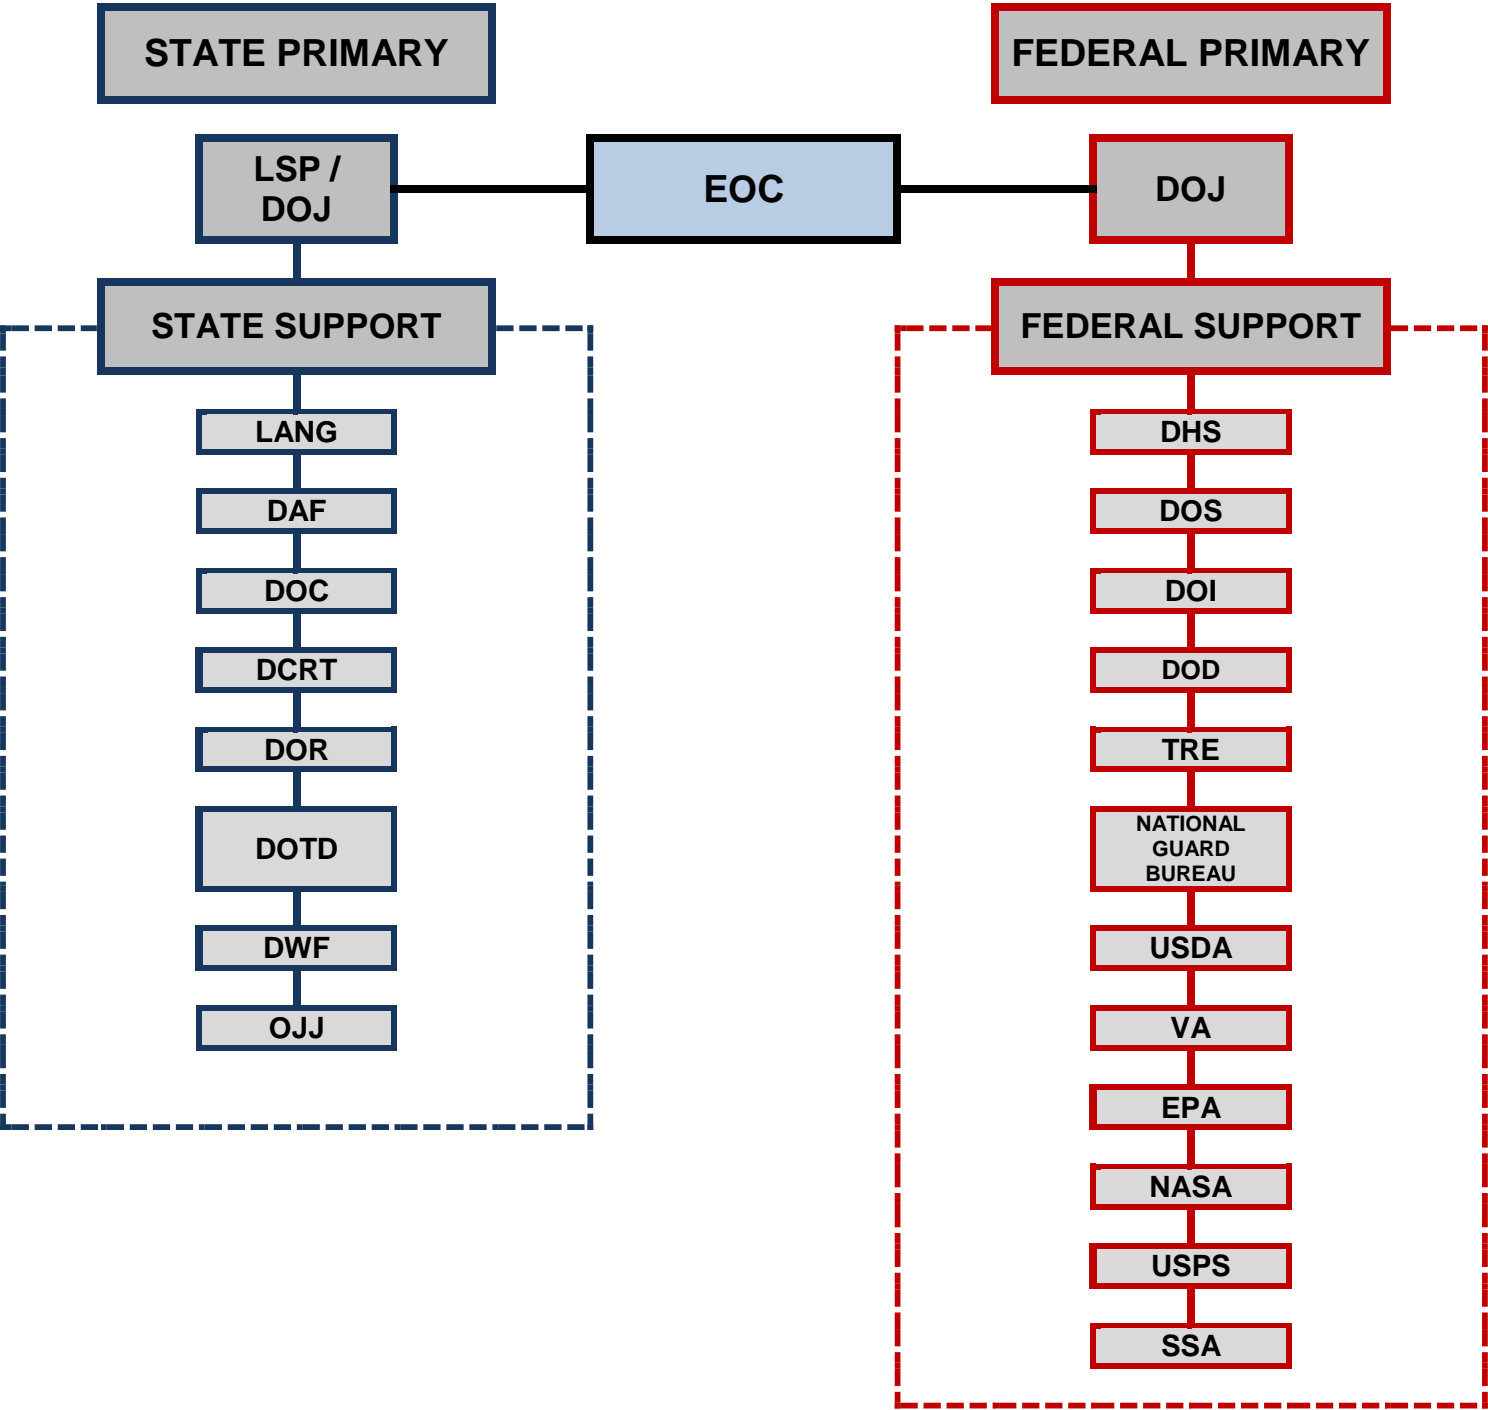 STATE PRIMARY
FEDERAL PRIMARY
LSP /
DOJ
EOC
DOJ
STATE SUPPORT
LANG
DAF
DOC
DCRT
DOR
DOTD
DWF
OJJ
FEDERAL SUPPORT
DHS
DOS
DOI
DOD
TRE
NATIONAL
GUARD
BUREAU
USDA
VA
EPA
NASA
USPS
SSA